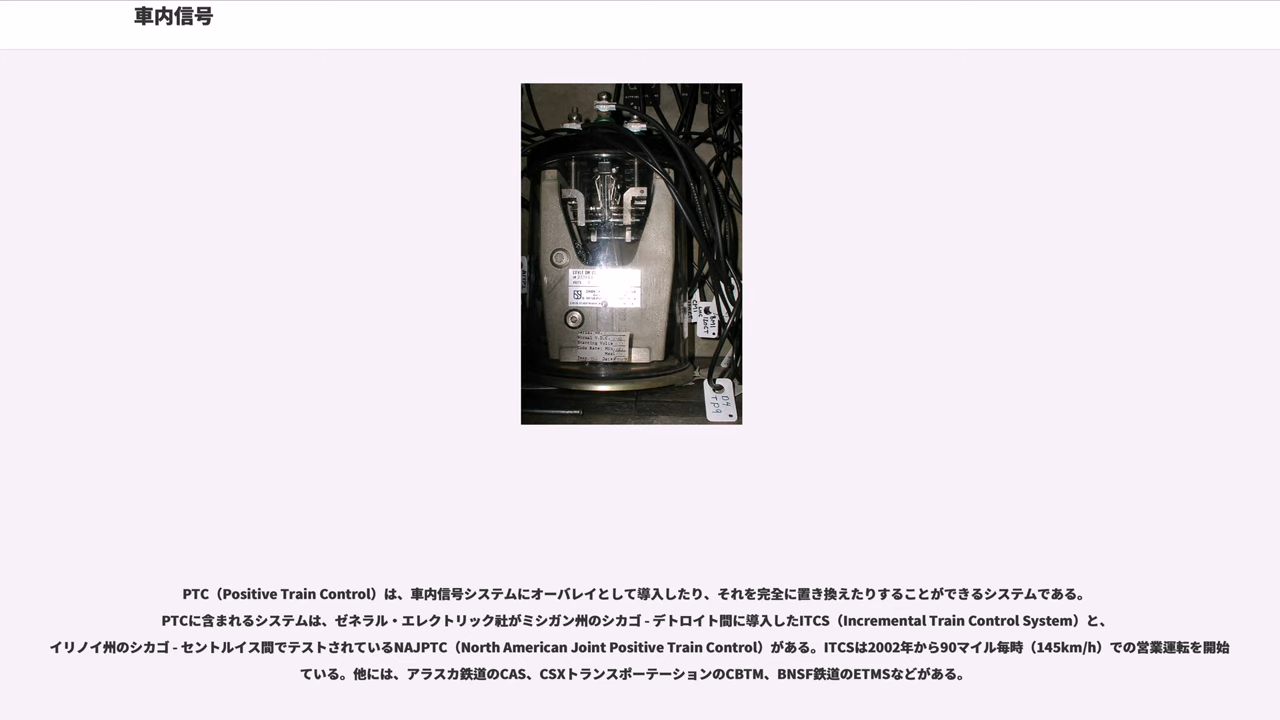 車内信号
PTC（Positive Train Control）は、車内信号システムにオーバレイとして導入したり、それを完全に置き換えたりすることができるシステムである。
PTCに含まれるシステムは、ゼネラル・エレクトリック社がミシガン州のシカゴ - デトロイト間に導入したITCS（Incremental Train Control System）と、
イリノイ州のシカゴ - セントルイス間でテストされているNAJPTC（North American Joint Positive Train Control）がある。ITCSは2002年から90マイル毎時（145km/h）での営業運転を開始
ている。他には、アラスカ鉄道のCAS、CSXトランスポーテーションのCBTM、BNSF鉄道のETMSなどがある。